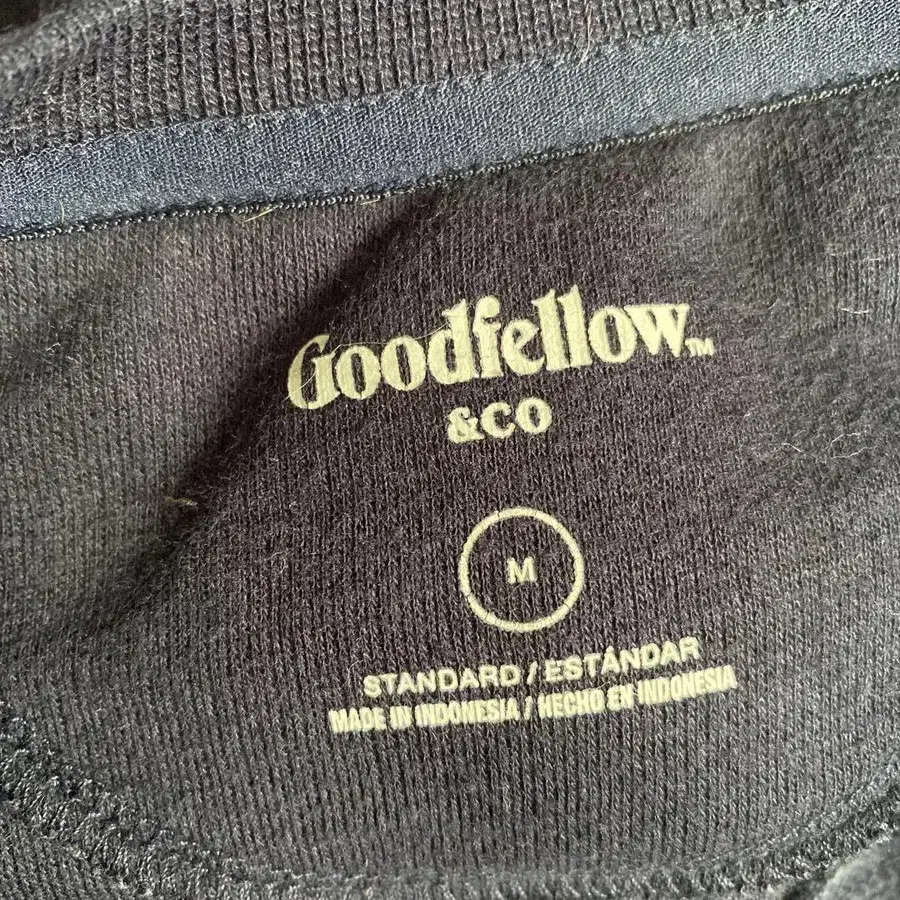 Goodfellow™
&CO
M
STANDARD / ESTÁNDAR
MADE IN INDONESIA / HECHO EN INDONESIA